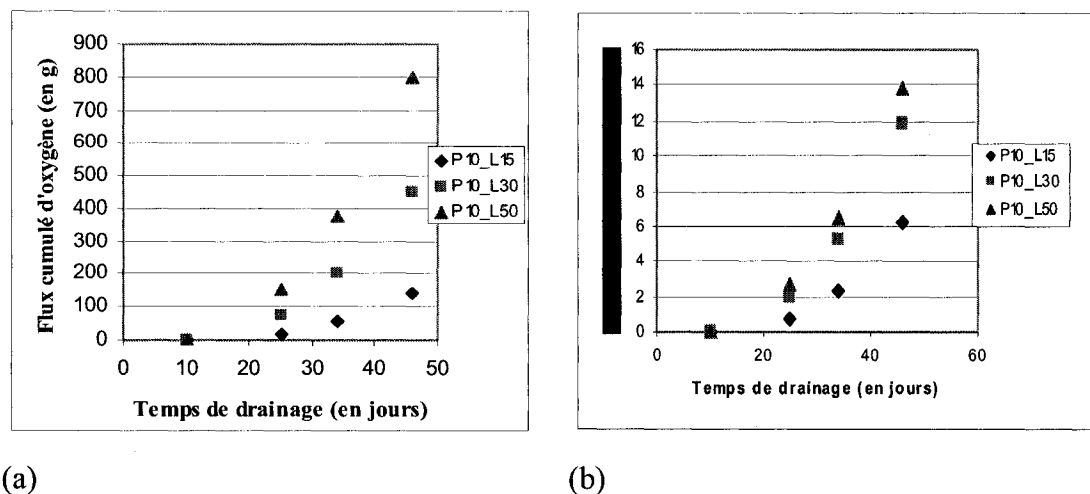 900
800
700
600
500
400
300
200
100
0
0 10 20 30 40 50
Flux cumulé d'oxygène (en g)
Temps de drainage (en jours)
P10_L15
P10_L30
P10_L50
(a)
16
14
12
10
8
6
4
2
0
0 20 40 60
Temps de drainage (en jours)
P10_L15
P10_L30
P10_L50
(b)